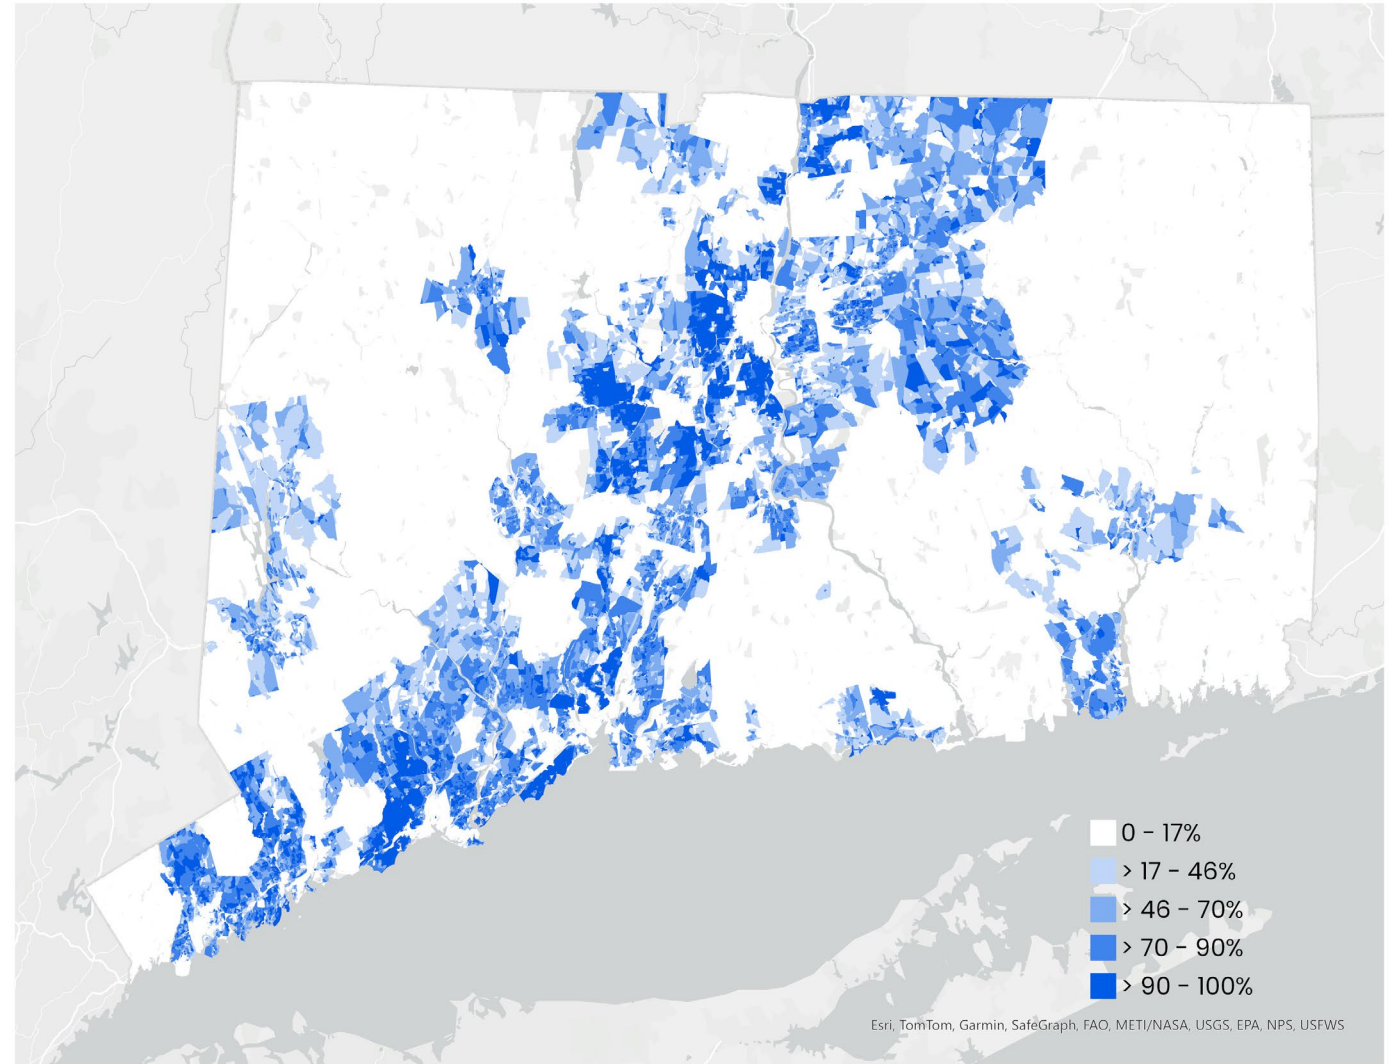 0 - 17%
> 17 - 46%
> 46 - 70%
> 70 - 90%
> 90 - 100%
Esri, TomTom, Garmin, SafeGraph, FAO, METI/NASA, USGS, EPA, NPS, USFWS